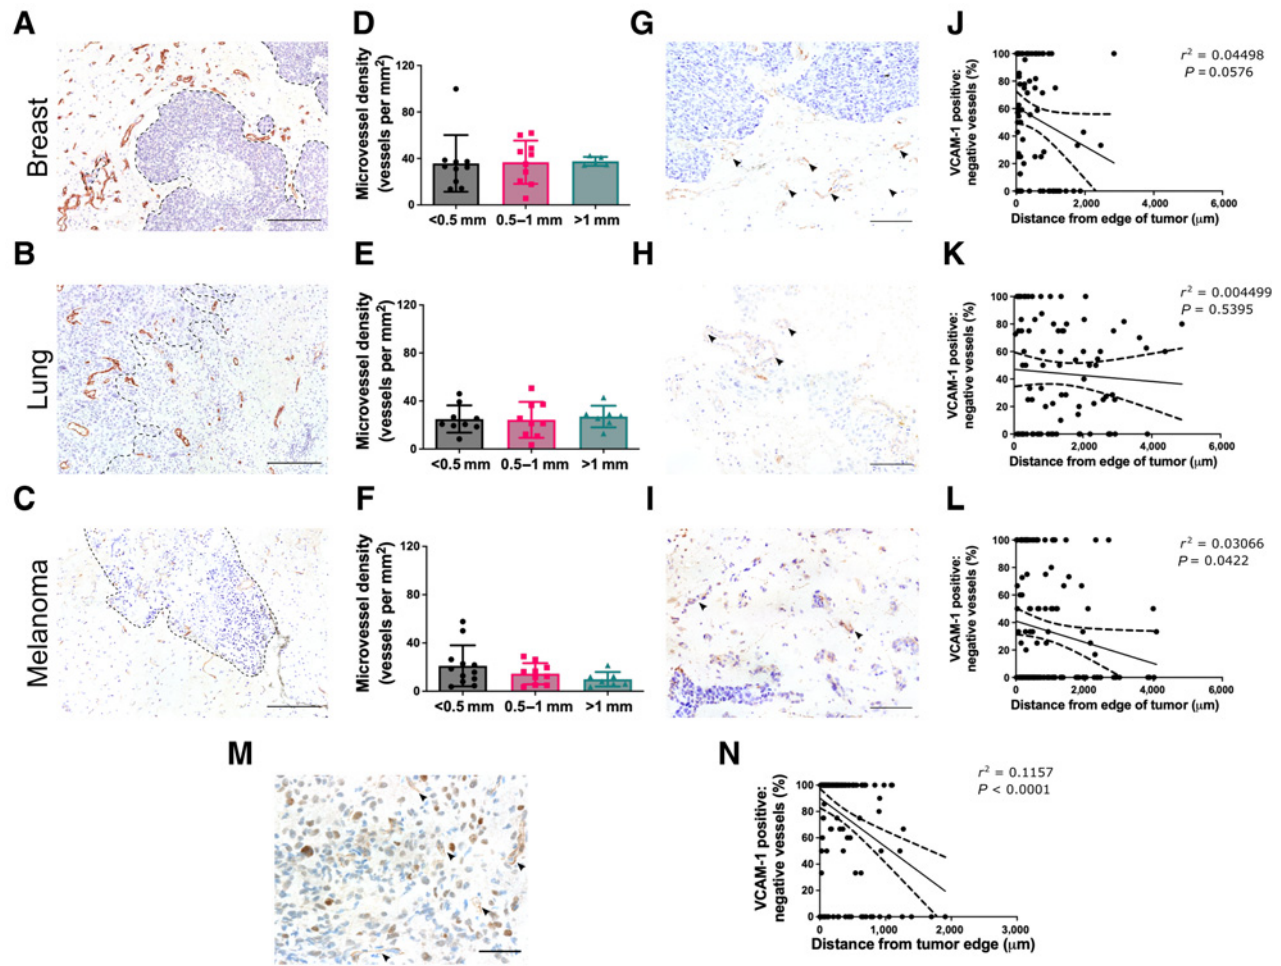 A
D
G
J
Breast
Microvessel density
(vessels per mm²)
120
80
40
0
<0.5 mm
0.5–1 mm
>1 mm
VCAM-1 positive:
negative vessels (%)
100
80
60
40
20
0
0
2,000
4,000
6,000
Distance from edge of tumor (μm)
r² = 0.04498
P = 0.0576
B
E
H
K
Lung
Microvessel density
(vessels per mm²)
120
80
40
0
<0.5 mm
0.5–1 mm
>1 mm
VCAM-1 positive:
negative vessels (%)
100
80
60
40
20
0
0
2,000
4,000
6,000
Distance from edge of tumor (μm)
r² = 0.004499
P = 0.5395
C
F
I
L
Melanoma
Microvessel density
(vessels per mm²)
120
80
40
0
<0.5 mm
0.5–1 mm
>1 mm
VCAM-1 positive:
negative vessels (%)
100
80
60
40
20
0
0
2,000
4,000
6,000
Distance from edge of tumor (μm)
r² = 0.03066
P = 0.0422
M
N
VCAM-1 positive:
negative vessels (%)
100
80
60
40
20
0
0
1,000
2,000
3,000
Distance from tumor edge (μm)
r² = 0.1157
P < 0.0001